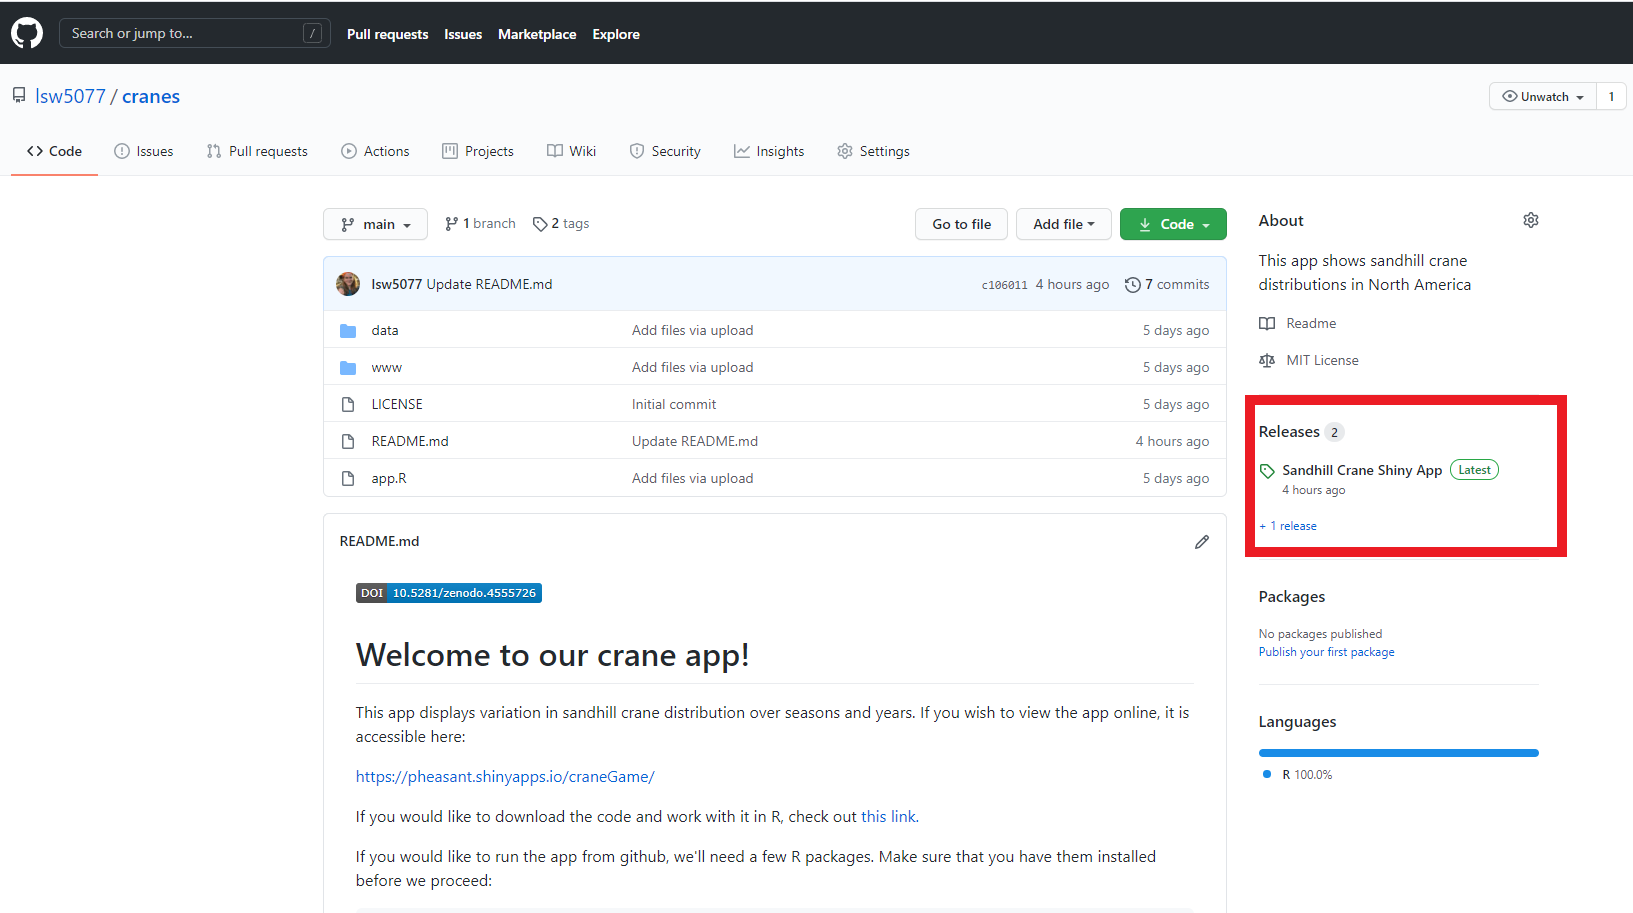 Search or jump to... /
Pull requests Issues Marketplace Explore
lsw5077 / cranes
Unwatch 1
Code Issues Pull requests Actions Projects Wiki Security Insights Settings
main 1 branch 2 tags
Go to file Add file Code
lsw5077 Update README.md c106011 4 hours ago 7 commits
data Add files via upload 5 days ago
www Add files via upload 5 days ago
LICENSE Initial commit 5 days ago
README.md Update README.md 4 hours ago
app.R Add files via upload 5 days ago
README.md
DOI 10.5281/zenodo.4555726
Welcome to our crane app!
This app displays variation in sandhill crane distribution over seasons and years. If you wish to view the app online, it is
accessible here:
https://pheasant.shinyapps.io/craneGame/
If you would like to download the code and work with it in R, check out this link.
If you would like to run the app from github, we'll need a few R packages. Make sure that you have them installed
before we proceed:
About
This app shows sandhill crane
distributions in North America
Readme
MIT License
Releases 2
Sandhill Crane Shiny App Latest
4 hours ago
+ 1 release
Packages
No packages published
Publish your first package
Languages
R 100.0%